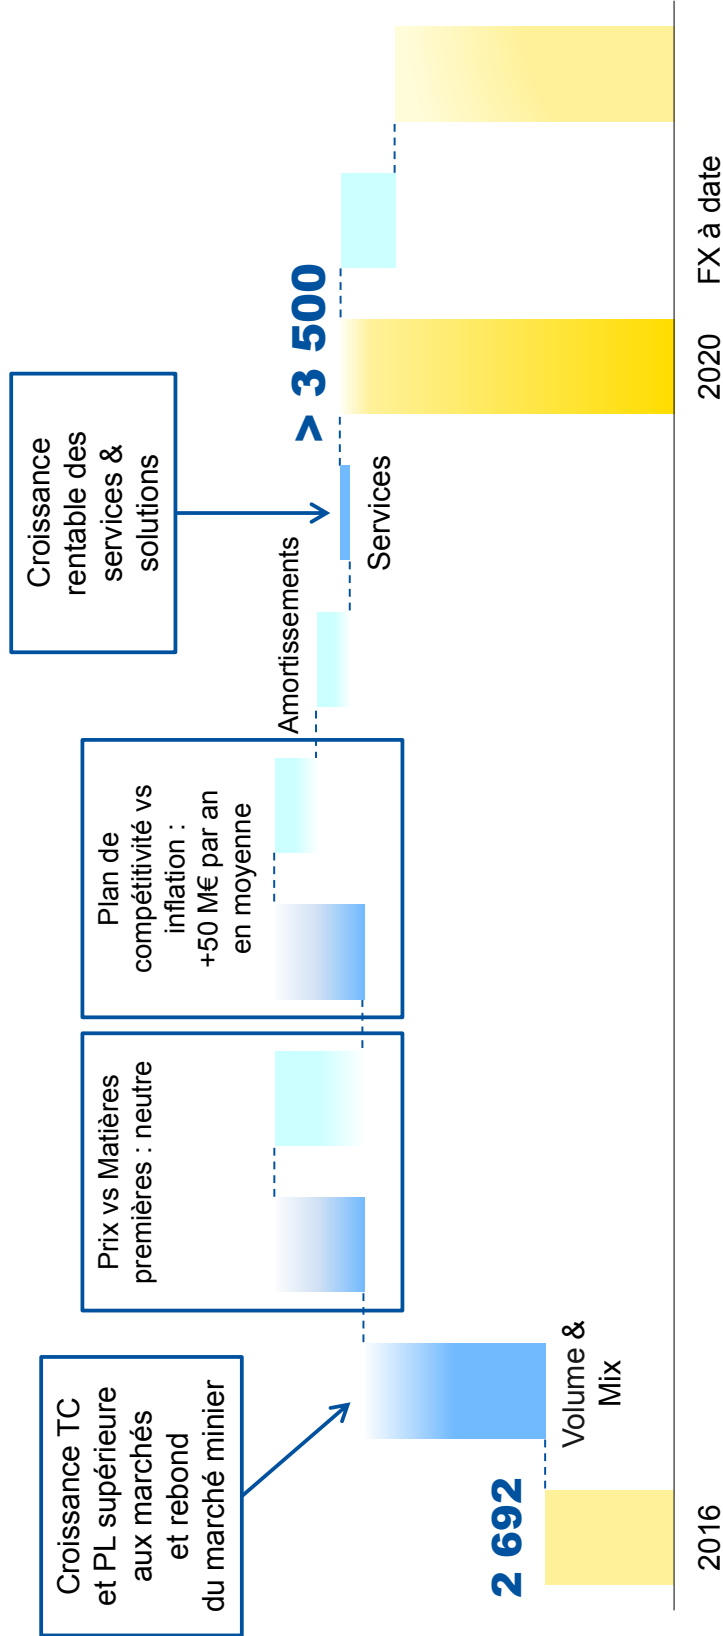 Croissance TC
et PL supérieure
aux marchés
et rebond
du marché minier
Prix vs Matières
premières : neutre
Plan de
compétitivité vs
inflation :
+50 M€ par an
en moyenne
Croissance
rentable des
services &
solutions
2 692
Volume &
Mix
Amortissements
Services
> 3 500
2016
2020
FX à date